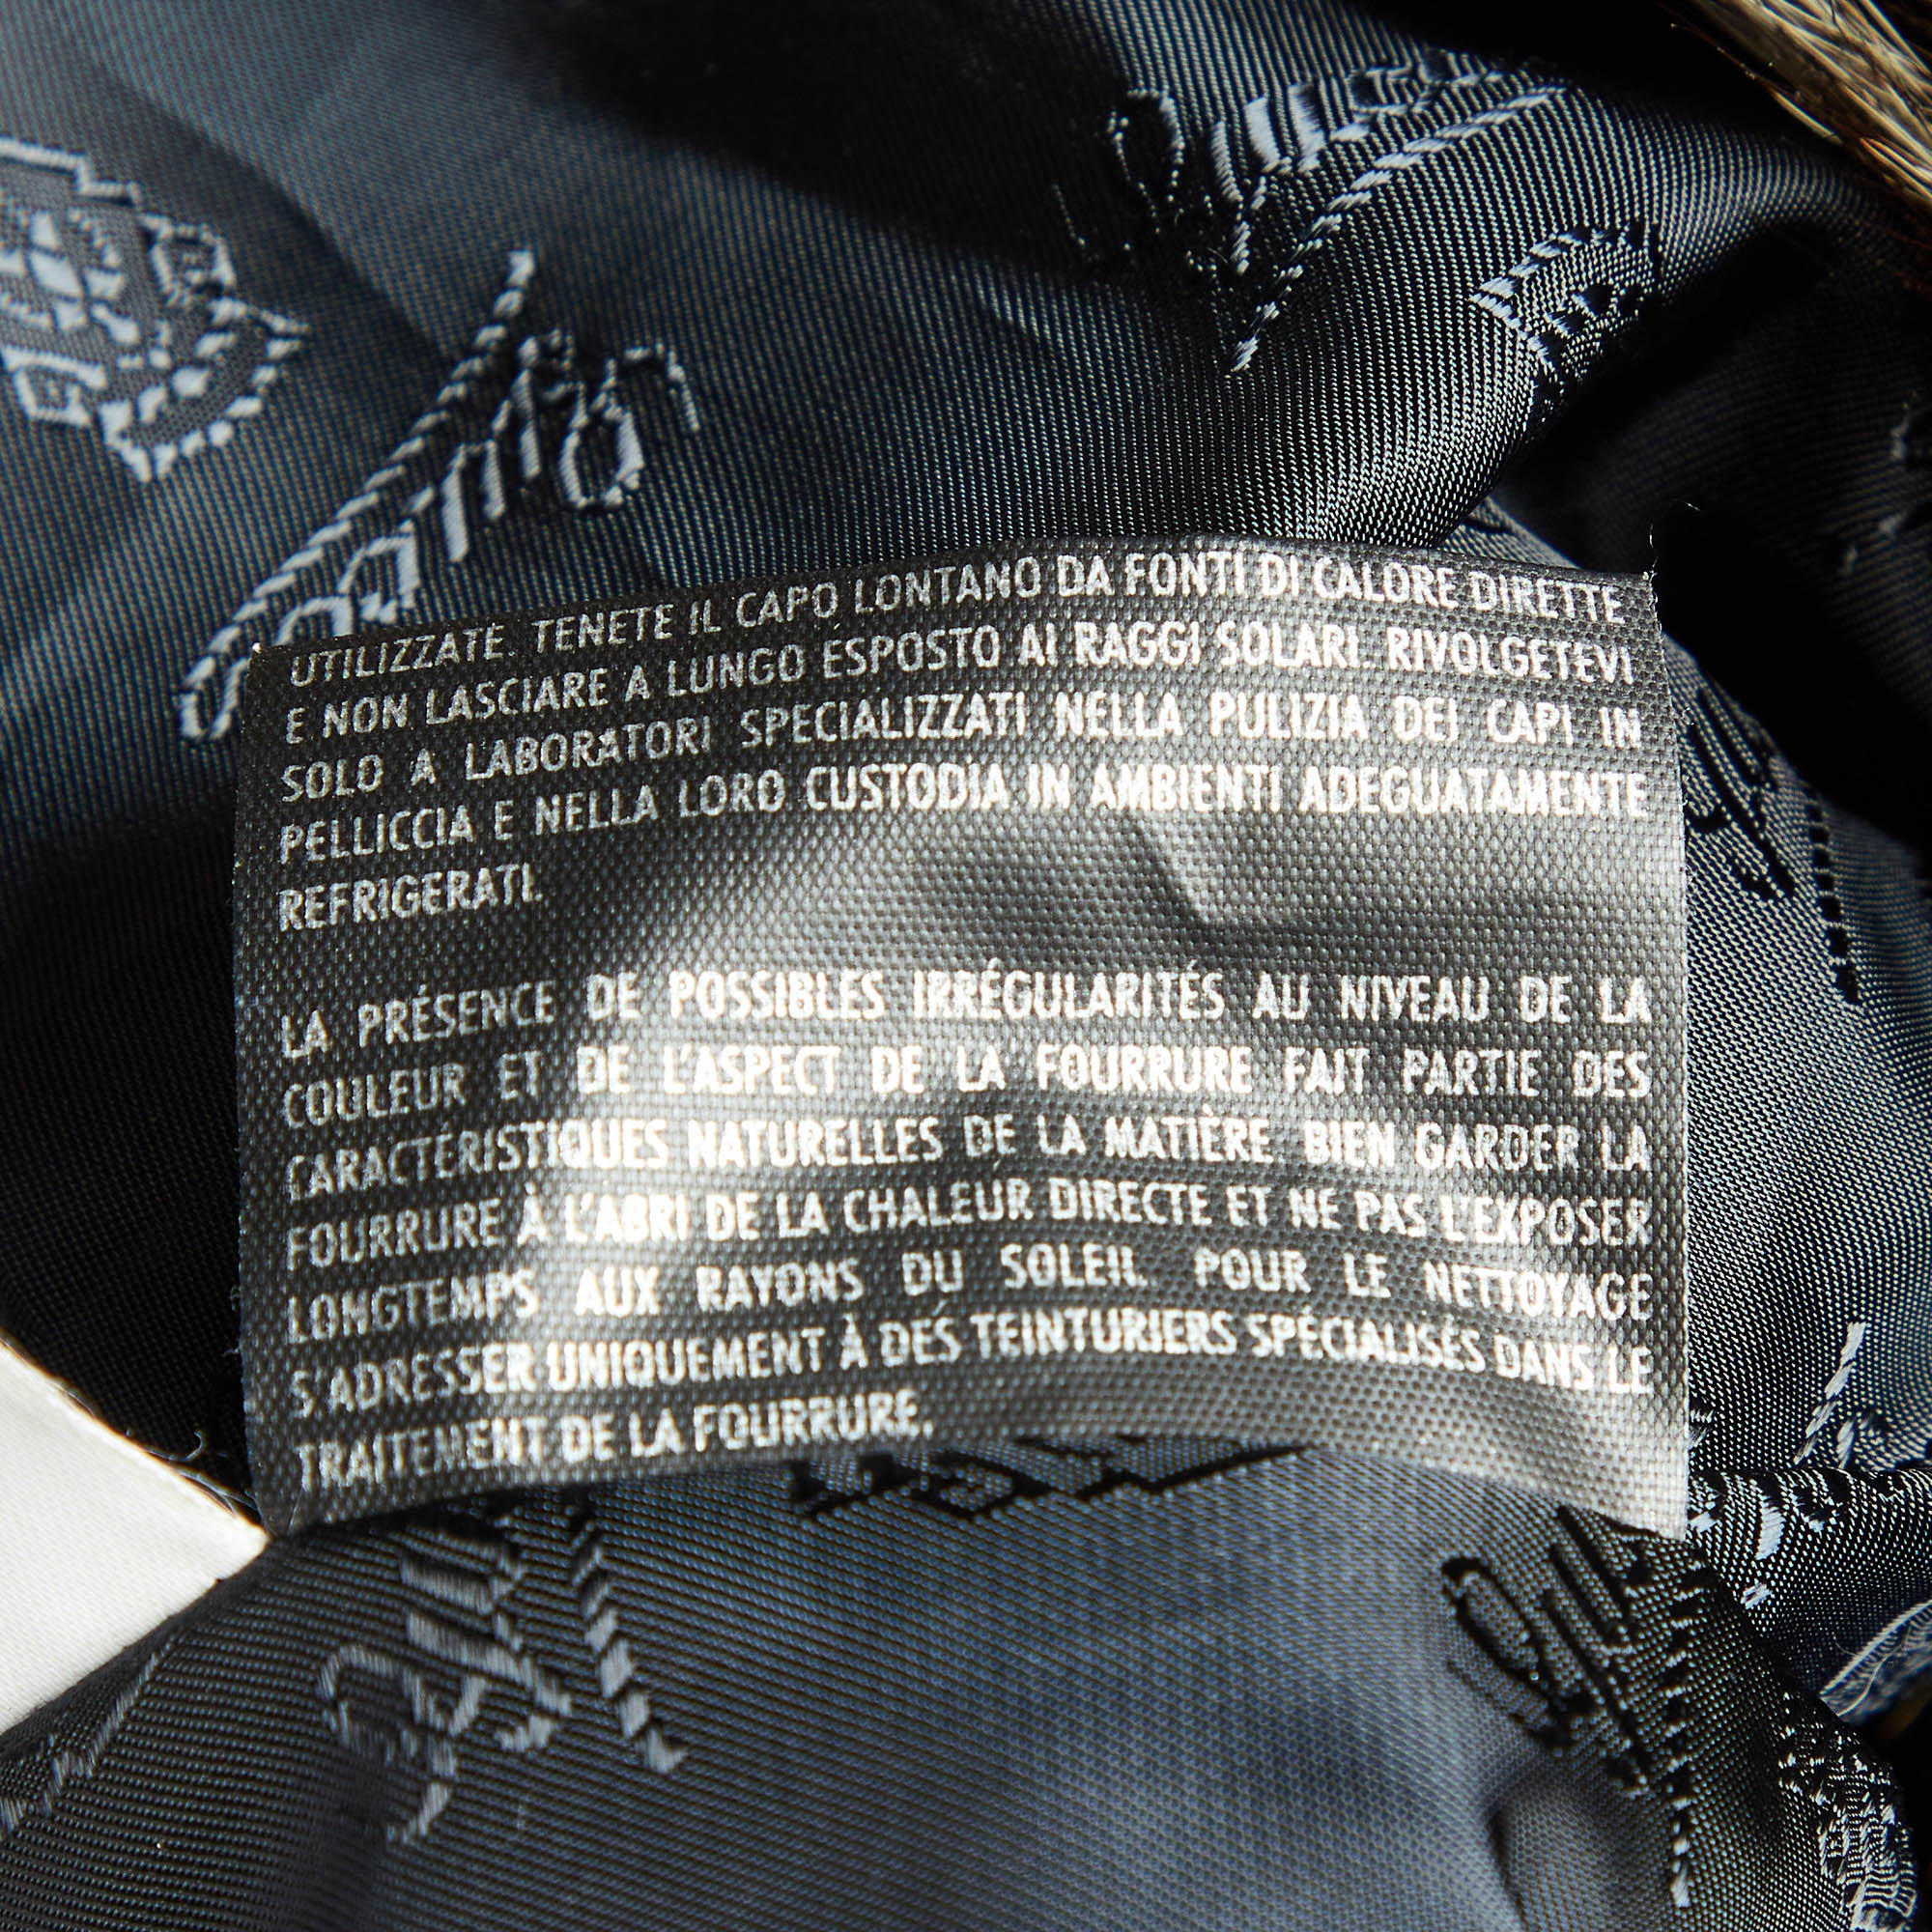 UTILIZZATE. TENETE IL CAPO LONTANO DA FONTI DI CALORE DIRETTE
E NON LASCIARE A LUNGO ESPOSTO AI RAGGI SOLARI. RIVOLGETEVI
SOLO A LABORATORI SPECIALIZZATI NELLA PULIZIA DEI CAPI IN
PELLICCIA E NELLA LORO CUSTODIA IN AMBIENTI ADEGUATAMENTE
REFRIGERATI.
LA PRÉSENCE DE POSSIBLES IRRÉGULARITÉS AU NIVEAU DE LA
COULEUR ET DE L'ASPECT DE LA FOURRURE FAIT PARTIE DES
CARACTÉRISTIQUES NATURELLES DE LA MATIÈRE. BIEN GARDER LA
FOURRURE À L'ABRI DE LA CHALEUR DIRECTE ET NE PAS L'EXPOSER
LONGTEMPS AUX RAYONS DU SOLEIL. POUR LE NETTOYAGE
S'ADRESSER UNIQUEMENT À DES TEINTURIERS SPÉCIALISÉS DANS LE
TRAITEMENT DE LA FOURRURE.